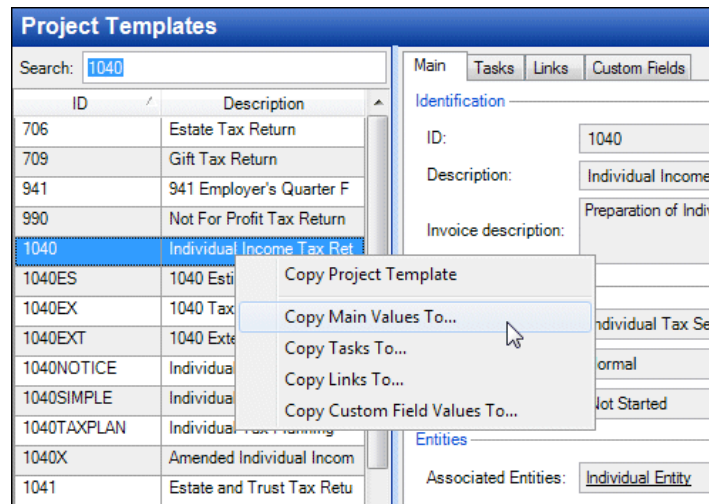 Project Templates
Search: 1040
ID Description
706 Estate Tax Return
709 Gift Tax Return
941 941 Employer's Quarter F
990 Not For Profit Tax Return
1040 Individual Income Tax Ret
1040ES 1040 Esti
1040EX 1040 Tax
1040EXT 1040 Exte
1040NOTICE Individual
1040SIMPLE Individual
1040TAXPLAN Individual Tax Planning
1040X Amended Individual Incom
1041 Estate and Trust Tax Retu
Copy Project Template
Copy Main Values To...
Copy Tasks To...
Copy Links To...
Copy Custom Field Values To...
Main Tasks Links Custom Fields
Identification
ID: 1040
Description: Individual Income
Invoice description: Preparation of Indiv
ndividual Tax Se
ormal
Not Started
Entities
Associated Entities: Individual Entity